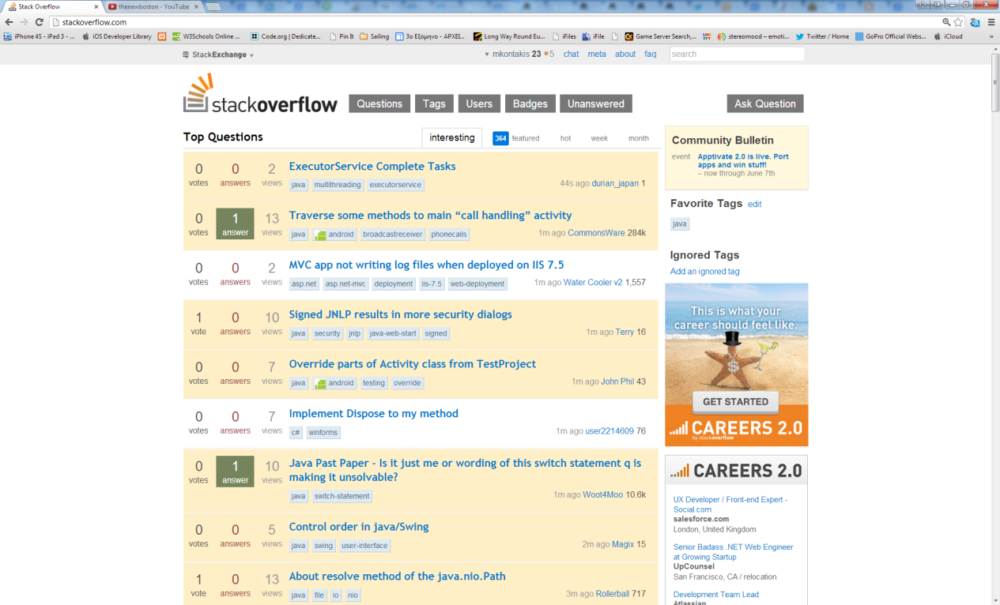 Stack Overflow
thenewboston - YouTube
stackoverflow.com
iPhone 4S - iPad 3 - ...
iOS Developer Library
W3Schools Online ...
Code.org | Dedicate...
Pin It
Sailing
3ο Εξάμηνο - ΑΡΧΕΙ...
Long Way Round Eu...
iFiles
iFile
Game Server Search,...
stereomood – emoti...
Twitter / Home
GoPro Official Webs...
iCloud
StackExchange
mkontakis 23 5 chat meta about faq
search
stackoverflow
Questions Tags Users Badges Unanswered
Ask Question
Top Questions
interesting 364 featured hot week month
0 votes
0 answers
2 views
ExecutorService Complete Tasks
java multithreading executorservice
44s ago durian_japan 1
0 votes
1 answer
13 views
Traverse some methods to main “call handling” activity
java android broadcastreceiver phonecalls
1m ago CommonsWare 284k
0 votes
0 answers
2 views
MVC app not writing log files when deployed on IIS 7.5
asp.net asp.net-mvc deployment iis-7.5 web-deployment
1m ago Water Cooler v2 1,557
1 vote
0 answers
10 views
Signed JNLP results in more security dialogs
java security jnlp java-web-start signed
1m ago Terry 16
0 votes
0 answers
7 views
Override parts of Activity class from TestProject
java android testing override
1m ago John Phil 43
0 votes
0 answers
7 views
Implement Dispose to my method
c# winforms
1m ago user2214609 76
0 votes
1 answer
10 views
Java Past Paper - Is it just me or wording of this switch statement q is
making it unsolvable?
java switch-statement
1m ago Woot4Moo 10.6k
0 votes
0 answers
5 views
Control order in java/Swing
java swing user-interface
2m ago Magix 15
1 vote
0 answers
13 views
About resolve method of the java.nio.Path
java file io nio
3m ago Rollerball 717
Community Bulletin
event
Apptivate 2.0 is live. Port
apps and win stuff!
– now through June 7th
Favorite Tags edit
java
Ignored Tags
Add an ignored tag
This is what your
career should feel like.
$
GET STARTED
CAREERS 2.0
by stackoverflow
CAREERS 2.0
UX Developer / Front-end Expert -
Social.com
salesforce.com
London, United Kingdom
Senior Badass .NET Web Engineer
at Growing Startup
UpCounsel
San Francisco, CA / relocation
Development Team Lead
Atlassian